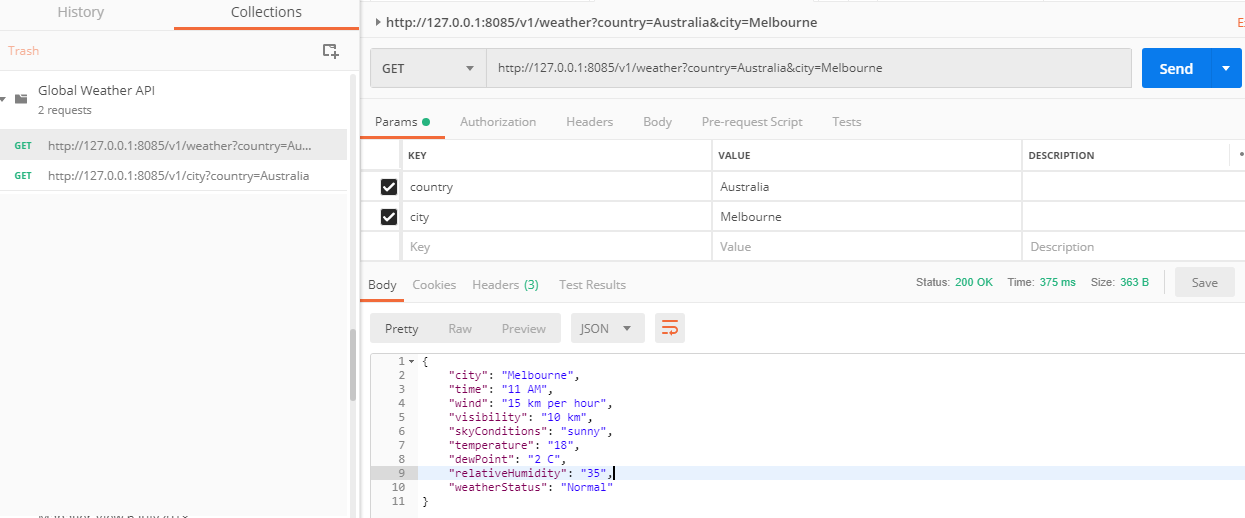 History Collections
Trash
Global Weather API
2 requests
GET http://127.0.0.1:8085/v1/weather?country=Au...
GET http://127.0.0.1:8085/v1/city?country=Australia
http://127.0.0.1:8085/v1/weather?country=Australia&city=Melbourne
GET http://127.0.0.1:8085/v1/weather?country=Australia&city=Melbourne Send
Params Authorization Headers Body Pre-request Script Tests
KEY VALUE DESCRIPTION
country Australia
city Melbourne
Key Value Description
Body Cookies Headers (3) Test Results Status: 200 OK Time: 375 ms Size: 363 B Save
Pretty Raw Preview JSON
1 {
2 "city": "Melbourne",
3 "time": "11 AM",
4 "wind": "15 km per hour",
5 "visibility": "10 km",
6 "skyConditions": "sunny",
7 "temperature": "18",
8 "dewPoint": "2 C",
9 "relativeHumidity": "35",
10 "weatherStatus": "Normal"
11 }